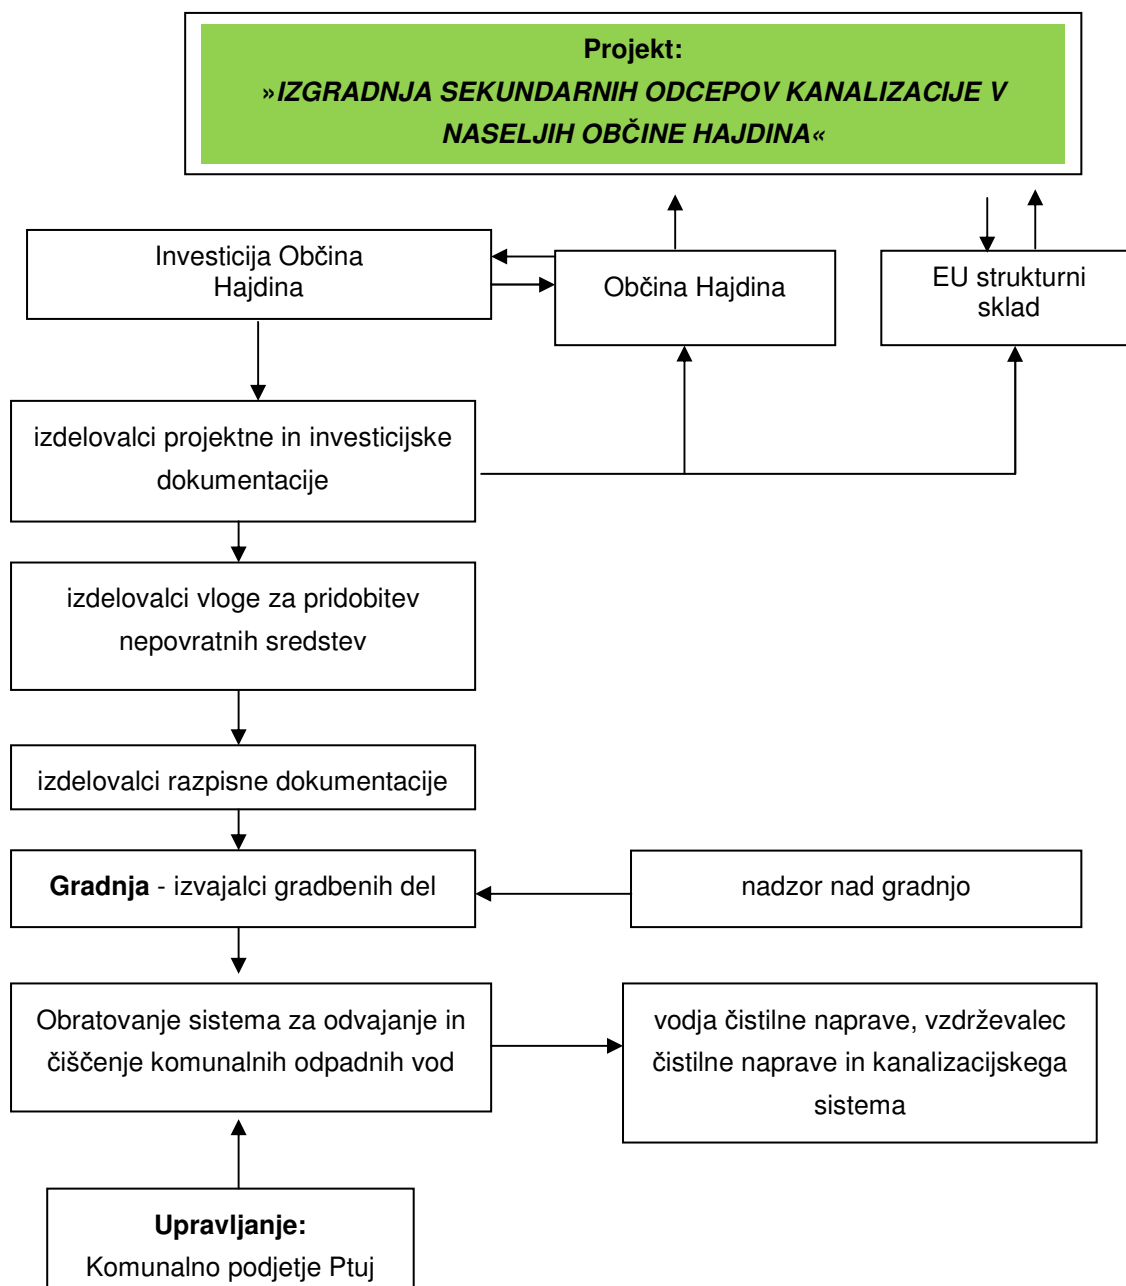 Projekt:
»IZGRADNJA SEKUNDARNIH ODCEPOV KANALIZACIJE V
NASELJIH OBČINE HAJDINA«
Investicija Občina
Hajdina
Občina Hajdina
EU strukturni
sklad
izdelovalci projektne in investicijske
dokumentacije
izdelovalci vloge za pridobitev
nepovratnih sredstev
izdelovalci razpisne dokumentacije
Gradnja - izvajalci gradbenih del
nadzor nad gradnjo
Obratovanje sistema za odvajanje in
čiščenje komunalnih odpadnih vod
vodja čistilne naprave, vzdrževalec
čistilne naprave in kanalizacijskega
sistema
Upravljanje:
Komunalno podjetje Ptuj